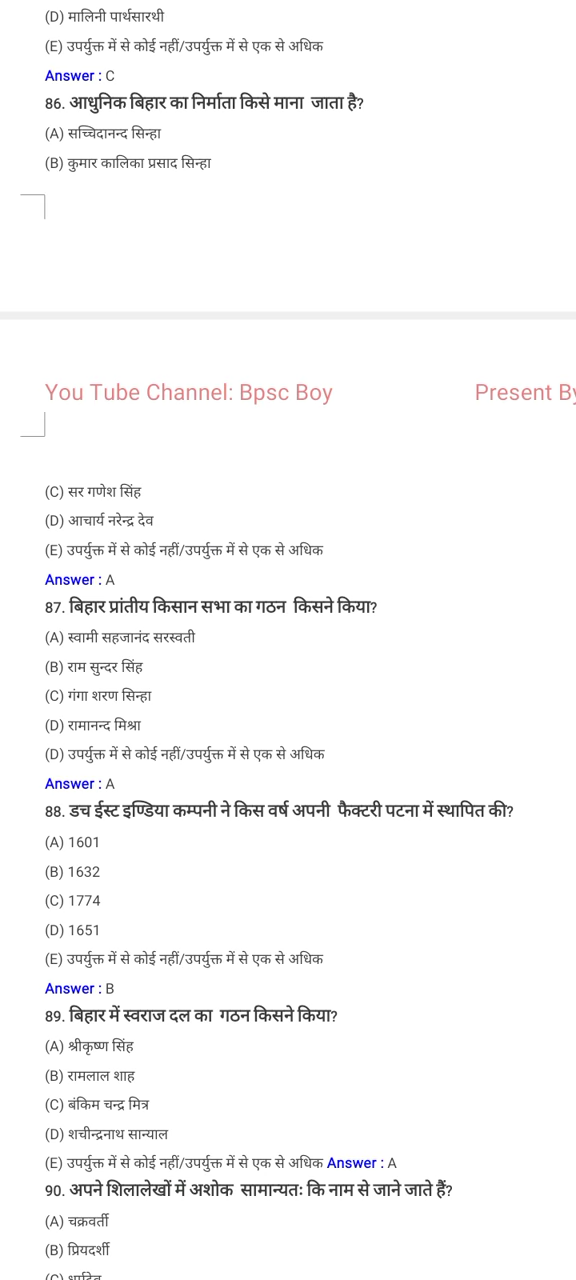 (D) मालिनी पार्थसारथी
(E) उपर्युक्त में से कोई नहीं/उपर्युक्त में से एक से अधिक
Answer : C
86. आधुनिक बिहार का निर्माता किसे माना जाता है?
(A) सच्चिदानन्द सिन्हा
(B) कुमार कालिका प्रसाद सिन्हा
You Tube Channel: Bpsc Boy Present By
(C) सर गणेश सिंह
(D) आचार्य नरेन्द्र देव
(E) उपर्युक्त में से कोई नहीं/उपर्युक्त में से एक से अधिक
Answer : A
87. बिहार प्रांतीय किसान सभा का गठन किसने किया?
(A) स्वामी सहजानंद सरस्वती
(B) राम सुन्दर सिंह
(C) गंगा शरण सिन्हा
(D) रामानन्द मिश्रा
(D) उपर्युक्त में से कोई नहीं/उपर्युक्त में से एक से अधिक
Answer : A
88. डच ईस्ट इण्डिया कम्पनी ने किस वर्ष अपनी फैक्टरी पटना में स्थापित की?
(A) 1601
(B) 1632
(C) 1774
(D) 1651
(E) उपर्युक्त में से कोई नहीं/उपर्युक्त में से एक से अधिक
Answer : B
89. बिहार में स्वराज दल का गठन किसने किया?
(A) श्रीकृष्ण सिंह
(B) रामलाल शाह
(C) बंकिम चन्द्र मित्र
(D) शचीन्द्रनाथ सान्याल
(E) उपर्युक्त में से कोई नहीं/उपर्युक्त में से एक से अधिक Answer : A
90. अपने शिलालेखों में अशोक सामान्यतः कि नाम से जाने जाते हैं?
(A) चक्रवर्ती
(B) प्रियदर्शी
(C)